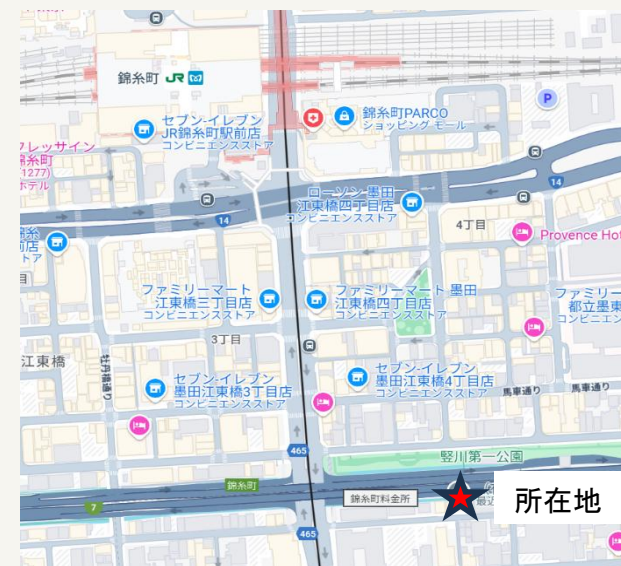 錦糸町 JR
セブン-イレブン
JR錦糸町駅前店
コンビニエンスストア
錦糸町PARCO
ショッピング モール
P
フレッサイン
錦糸町
(1277)
ホテル
ローソン 墨田
江東橋四丁目店
コンビニエンスストア
14
14
4丁目
Provence Hot
錦糸
店
トア
目
ファミリーマート
江東橋三丁目店
コンビニエンスストア
ファミリーマート 墨田
江東橋四丁目店
コンビニエンスストア
ファミリー
都立墨東
コンビニエン
3丁目
江東橋
牡丹橋通り
セブン-イレブン
墨田江東橋3丁目店
コンビニエンスストア
セブン-イレブン
墨田江東橋4丁目店
コンビニエンスストア
馬車通り
馬車通り
465
竪川第一公園
錦糸町
錦糸町料金所
7
最近
所在地
465